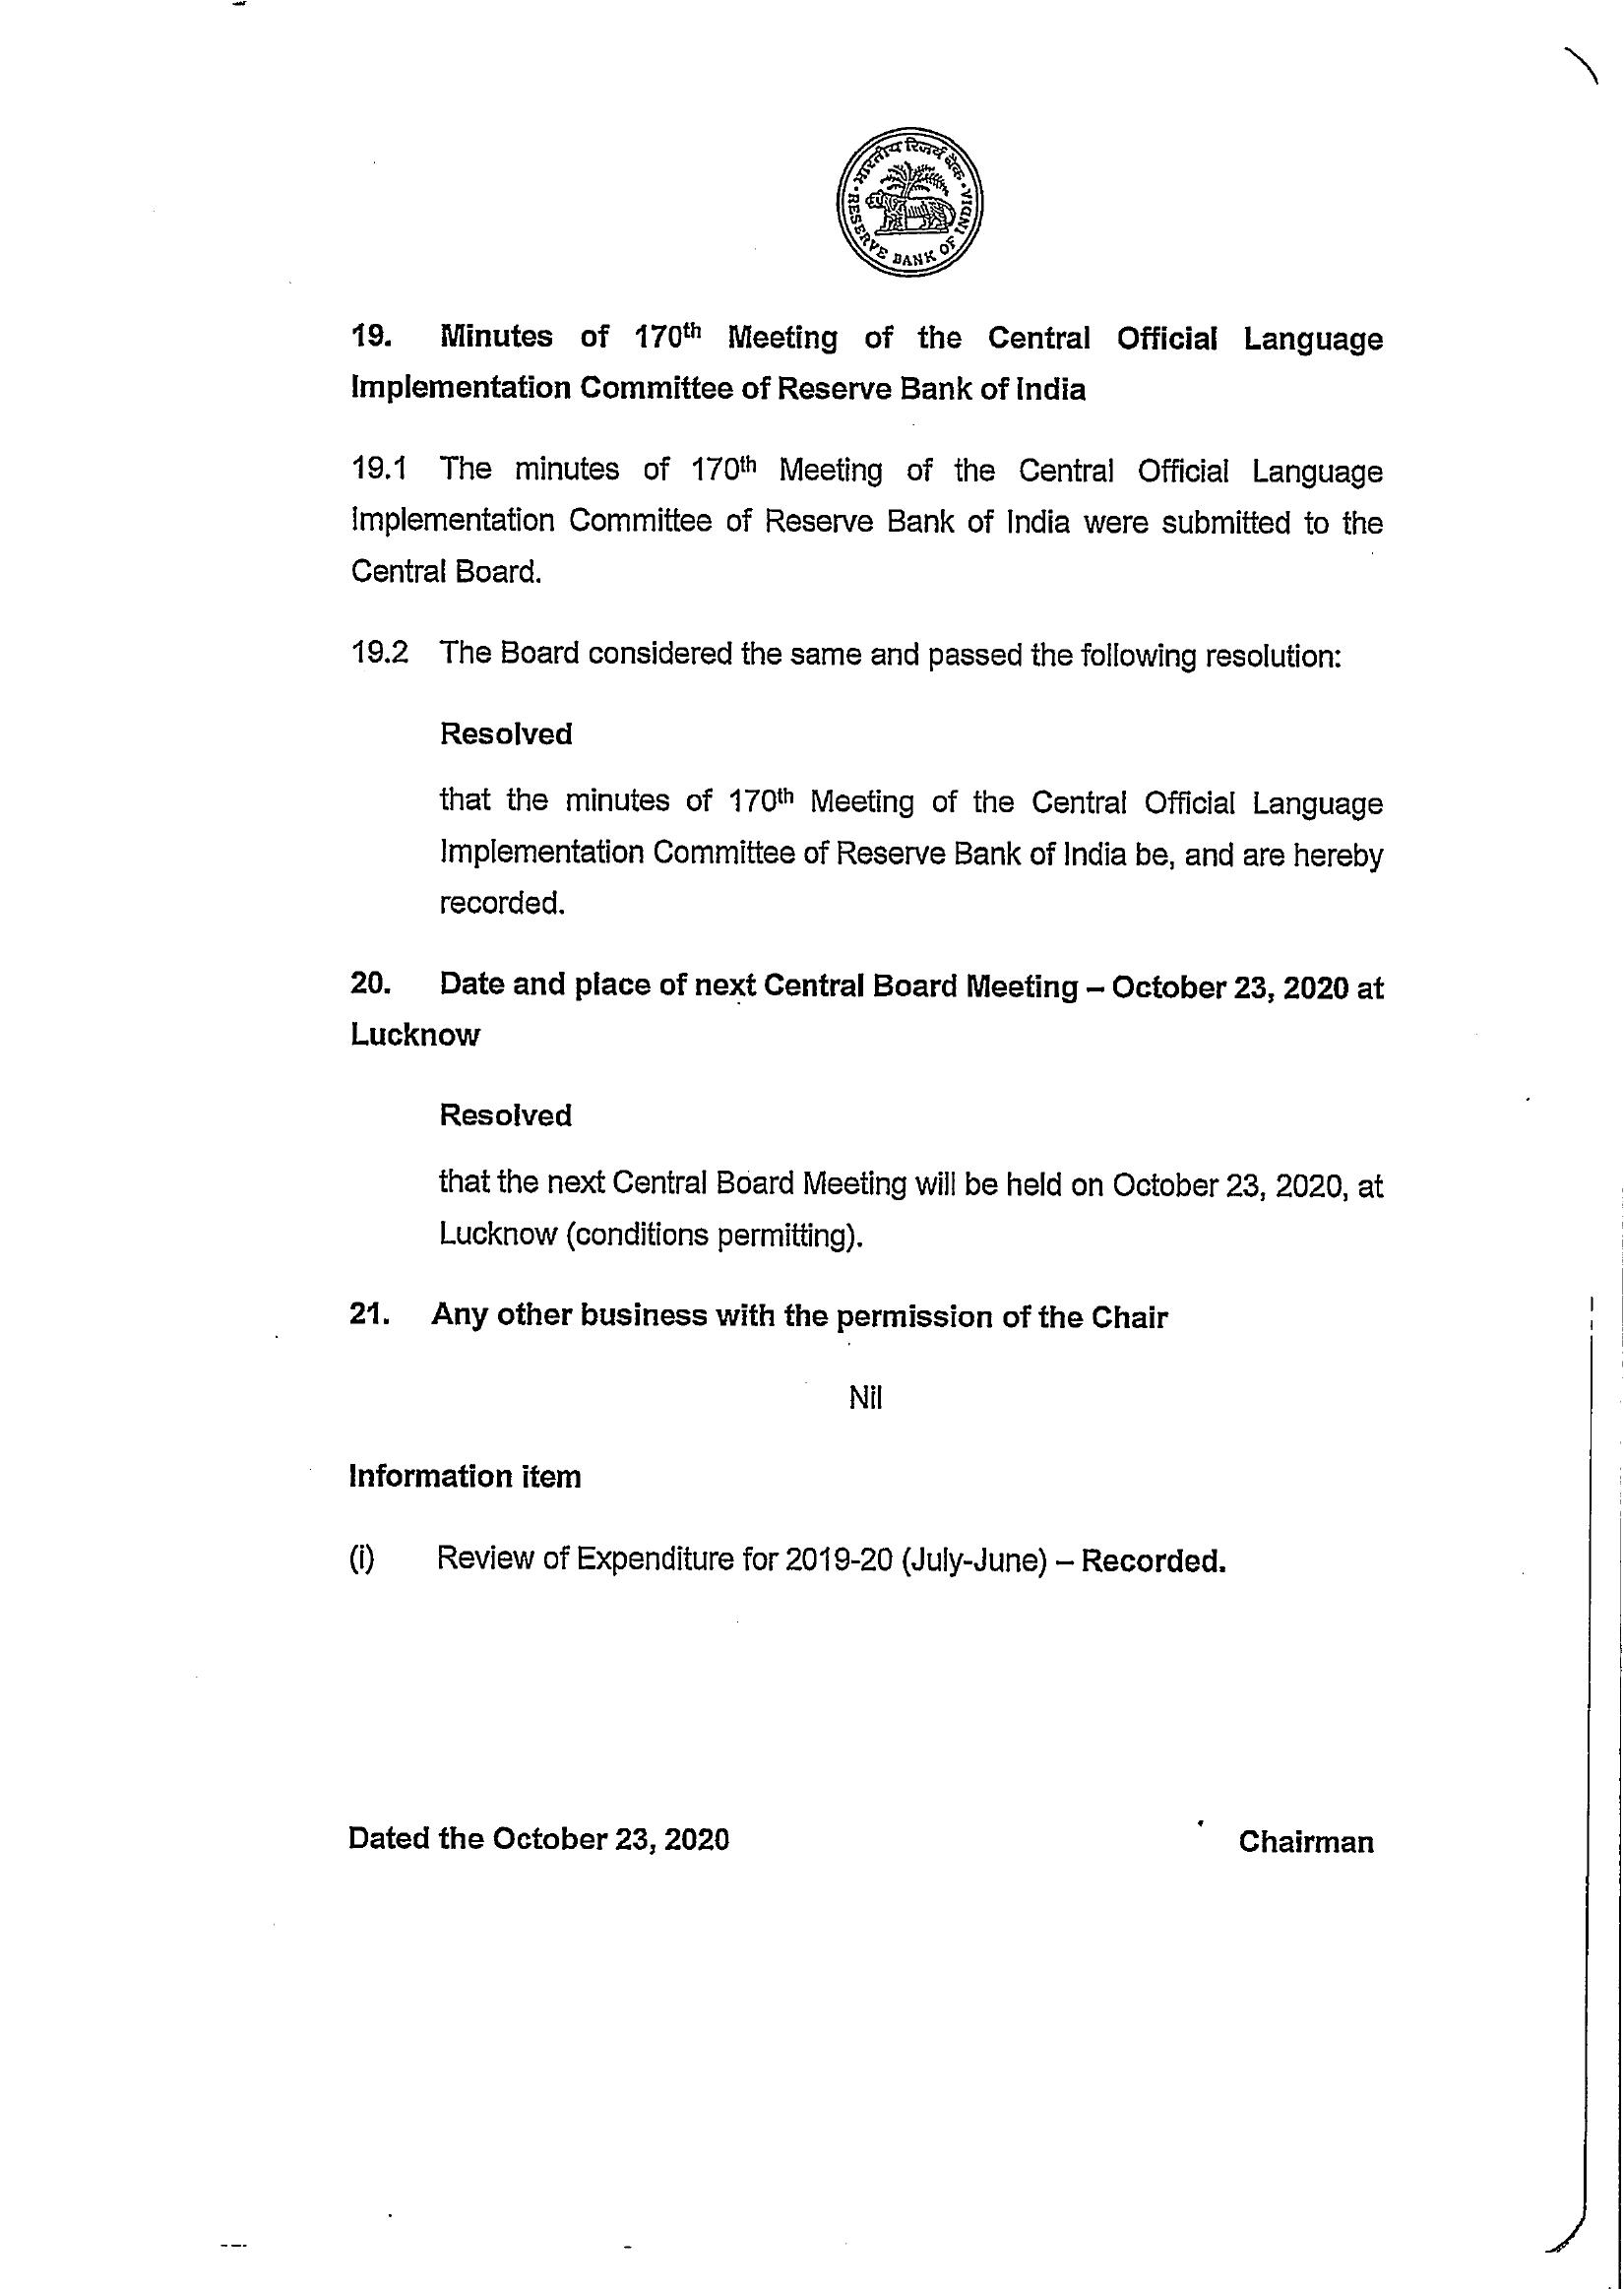 भारतीय रिज़र्व बैंक
RESERVE BANK OF INDIA
19. Minutes of 170th Meeting of the Central Official Language
Implementation Committee of Reserve Bank of India
19.1 The minutes of 170th Meeting of the Central Official Language
Implementation Committee of Reserve Bank of India were submitted to the
Central Board.
19.2 The Board considered the same and passed the following resolution:
Resolved
that the minutes of 170th Meeting of the Central Official Language
Implementation Committee of Reserve Bank of India be, and are hereby
recorded.
20. Date and place of next Central Board Meeting – October 23, 2020 at
Lucknow
Resolved
that the next Central Board Meeting will be held on October 23, 2020, at
Lucknow (conditions permitting).
21. Any other business with the permission of the Chair
Nil
Information item
(i) Review of Expenditure for 2019-20 (July-June) – Recorded.
Dated the October 23, 2020 Chairman